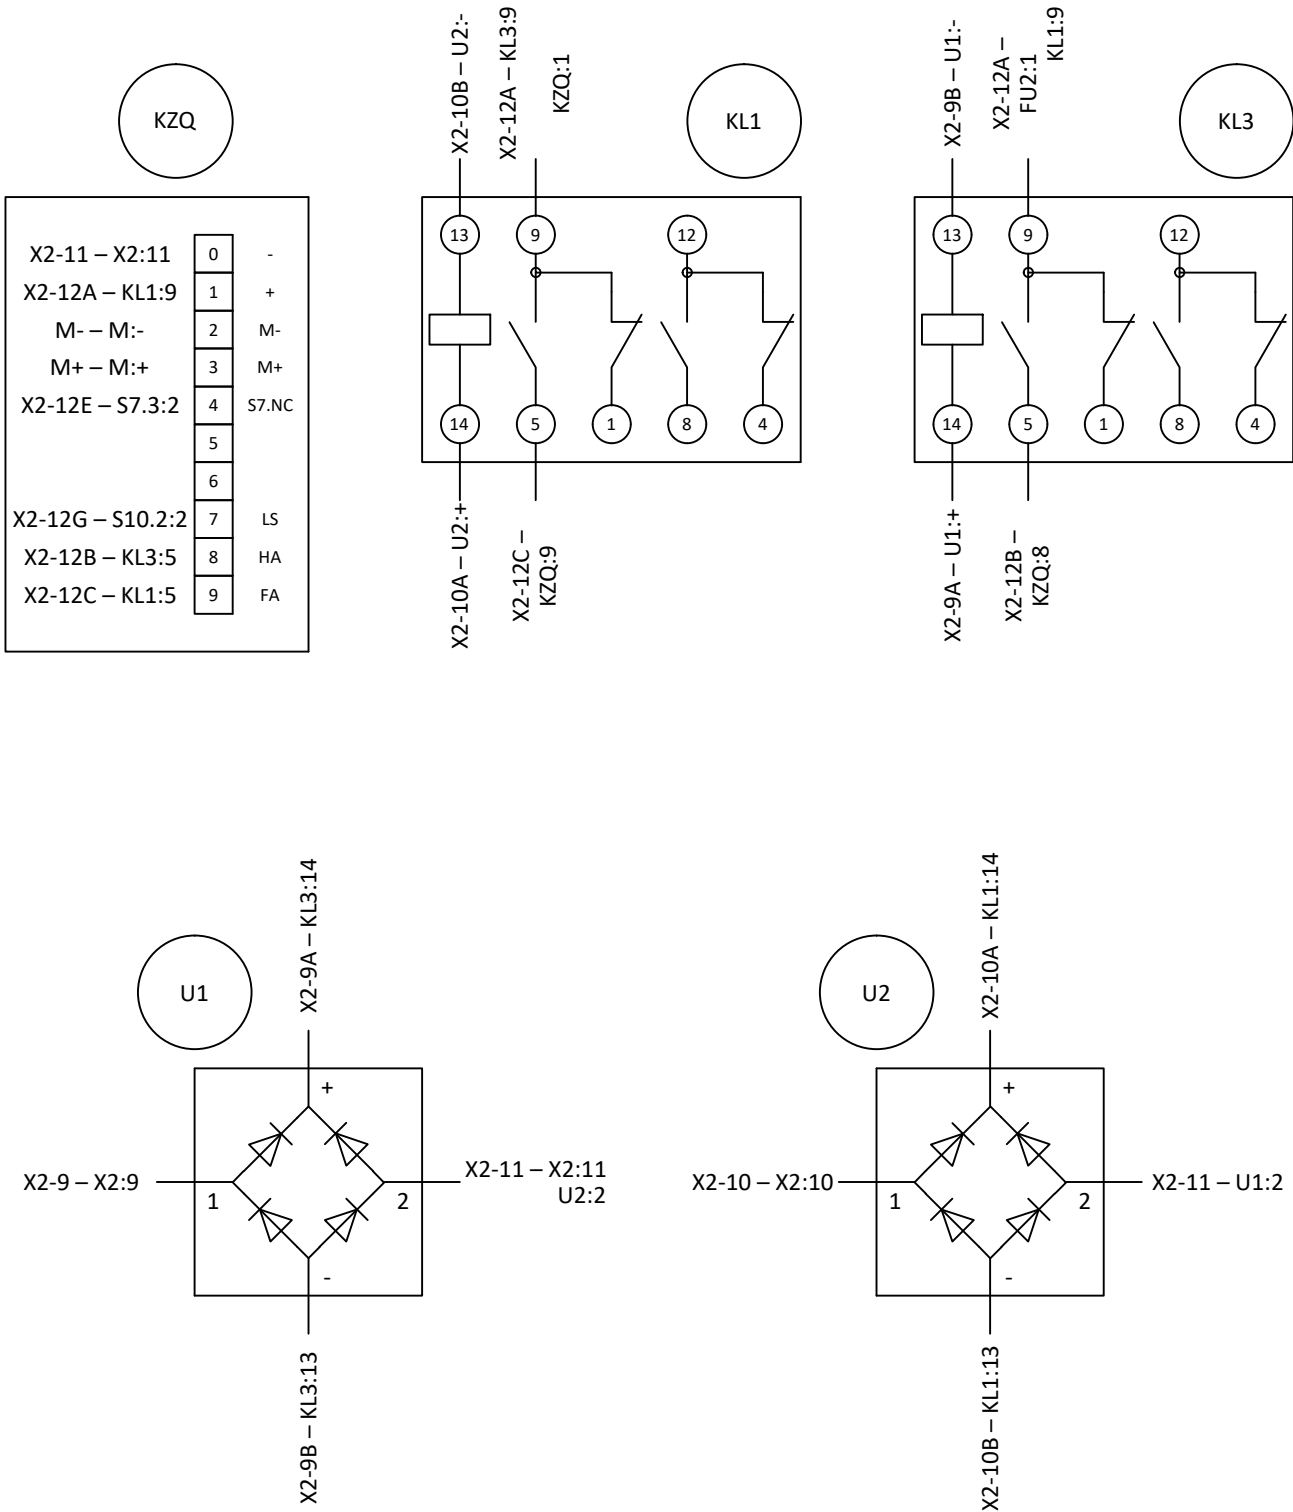 KZQ
X2-11 – X2:11 0 -
X2-12A – KL1:9 1 +
M- – M:- 2 M-
M+ – M:+ 3 M+
X2-12E – S7.3:2 4 S7.NC
5
6
X2-12G – S10.2:2 7 LS
X2-12B – KL3:5 8 HA
X2-12C – KL1:5 9 FA
X2-10B – U2:-
X2-12A – KL3:9
KZQ:1
KL1
13 9 12
14 5 1 8 4
X2-10A – U2:+
X2-12C –
KZQ:9
X2-9B – U1:-
X2-12A –
FU2:1
KL1:9
KL3
13 9 12
14 5 1 8 4
X2-9A – U1:+
X2-12B –
KZQ:8
U1
X2-9A – KL3:14
+
X2-9 – X2:9
1
2
X2-11 – X2:11
U2:2
-
X2-9B – KL3:13
U2
X2-10A – KL1:14
+
X2-10 – X2:10
1
2
X2-11 – U1:2
-
X2-10B – KL1:13